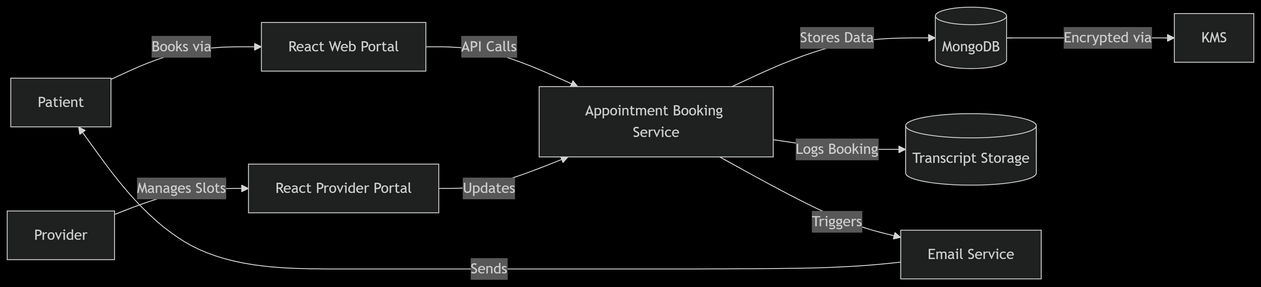 Patient
Books via
React Web Portal
API Calls
Provider
Manages Slots
React Provider Portal
Updates
Appointment Booking
Service
Stores Data
MongoDB
Encrypted via
KMS
Logs Booking
Transcript Storage
Triggers
Email Service
Sends